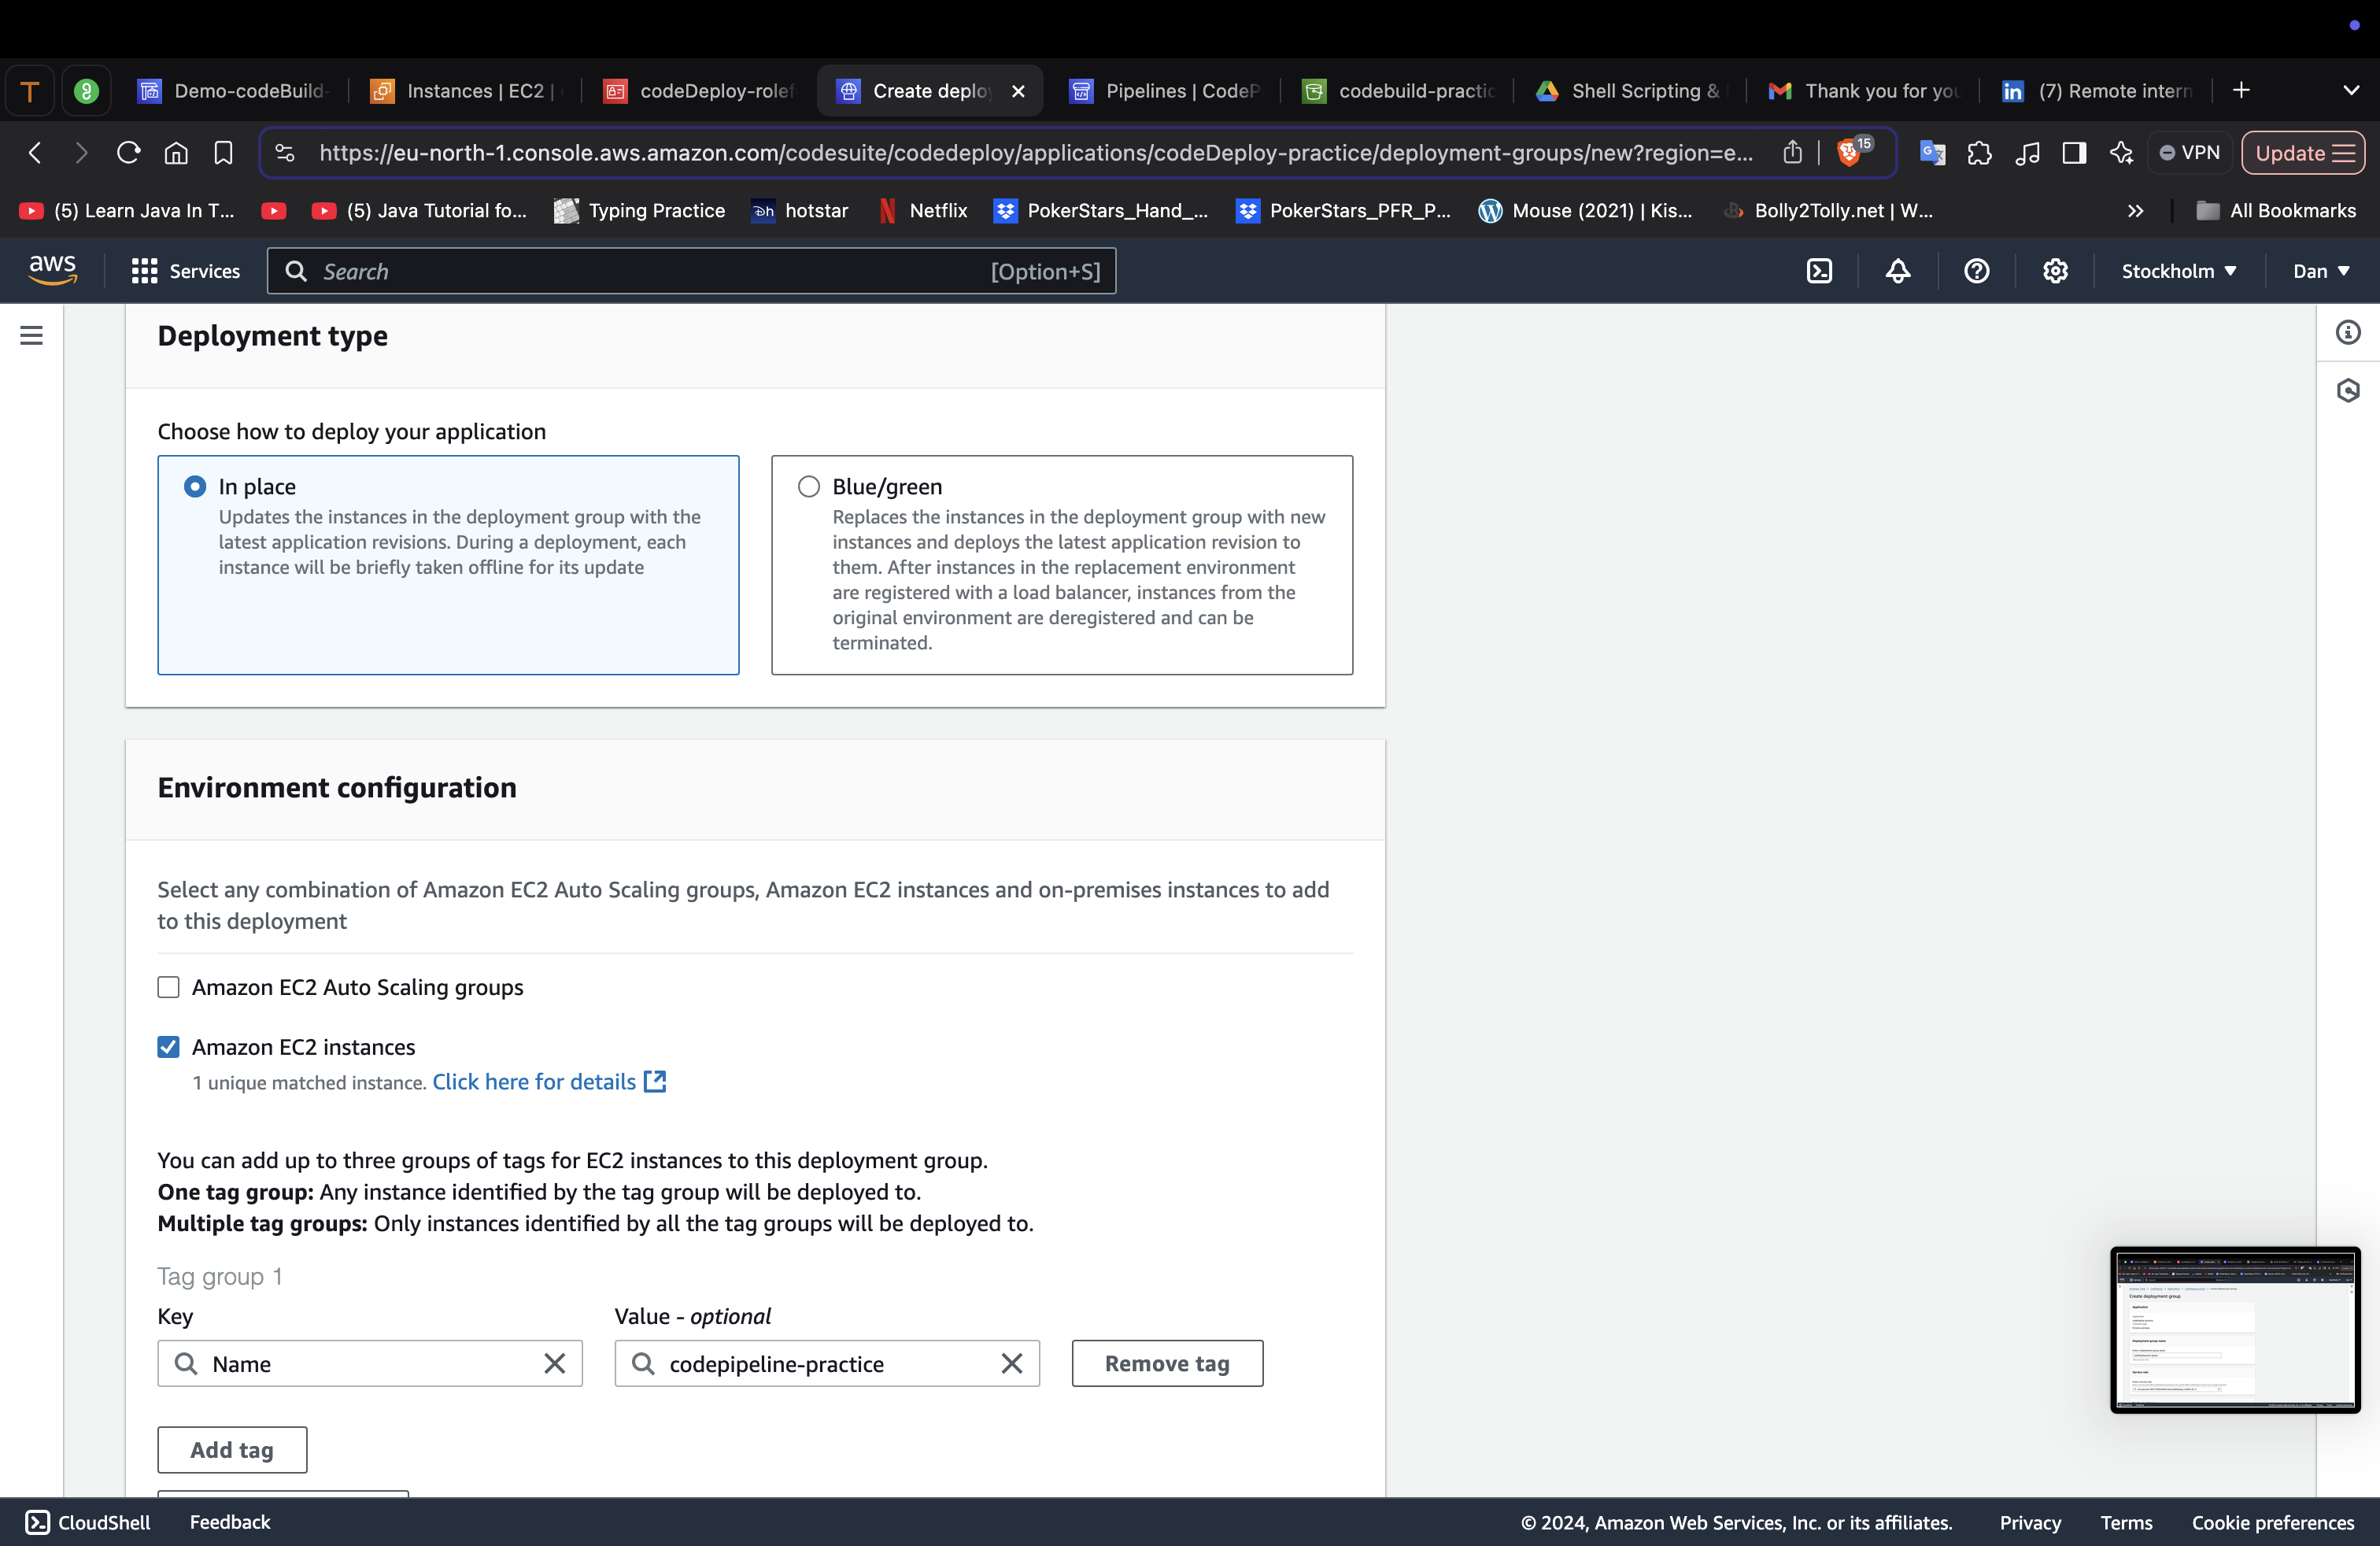 T
Demo-codeBuild-
Instances | EC2 |
codeDeploy-rolef
Create deploy
Pipelines | CodeP
codebuild-practic
Shell Scripting &
Thank you for you
(7) Remote intern
https://eu-north-1.console.aws.amazon.com/codesuite/codedeploy/applications/codeDeploy-practice/deployment-groups/new?region=e...
15
VPN
Update
(5) Learn Java In T...
(5) Java Tutorial fo...
Typing Practice
hotstar
Netflix
PokerStars_Hand_...
PokerStars_PFR_P...
Mouse (2021) | Kis...
Bolly2Tolly.net | W...
All Bookmarks
aws
Services
Search
[Option+S]
Stockholm
Dan
Deployment type
Choose how to deploy your application
In place
Updates the instances in the deployment group with the
latest application revisions. During a deployment, each
instance will be briefly taken offline for its update
Blue/green
Replaces the instances in the deployment group with new
instances and deploys the latest application revision to
them. After instances in the replacement environment
are registered with a load balancer, instances from the
original environment are deregistered and can be
terminated.
Environment configuration
Select any combination of Amazon EC2 Auto Scaling groups, Amazon EC2 instances and on-premises instances to add
to this deployment
Amazon EC2 Auto Scaling groups
Amazon EC2 instances
1 unique matched instance. Click here for details
You can add up to three groups of tags for EC2 instances to this deployment group.
One tag group: Any instance identified by the tag group will be deployed to.
Multiple tag groups: Only instances identified by all the tag groups will be deployed to.
Tag group 1
Key
Value - optional
Name
codepipeline-practice
Remove tag
Add tag
Create deployment group
CloudShell
Feedback
© 2024, Amazon Web Services, Inc. or its affiliates.
Privacy
Terms
Cookie preferences